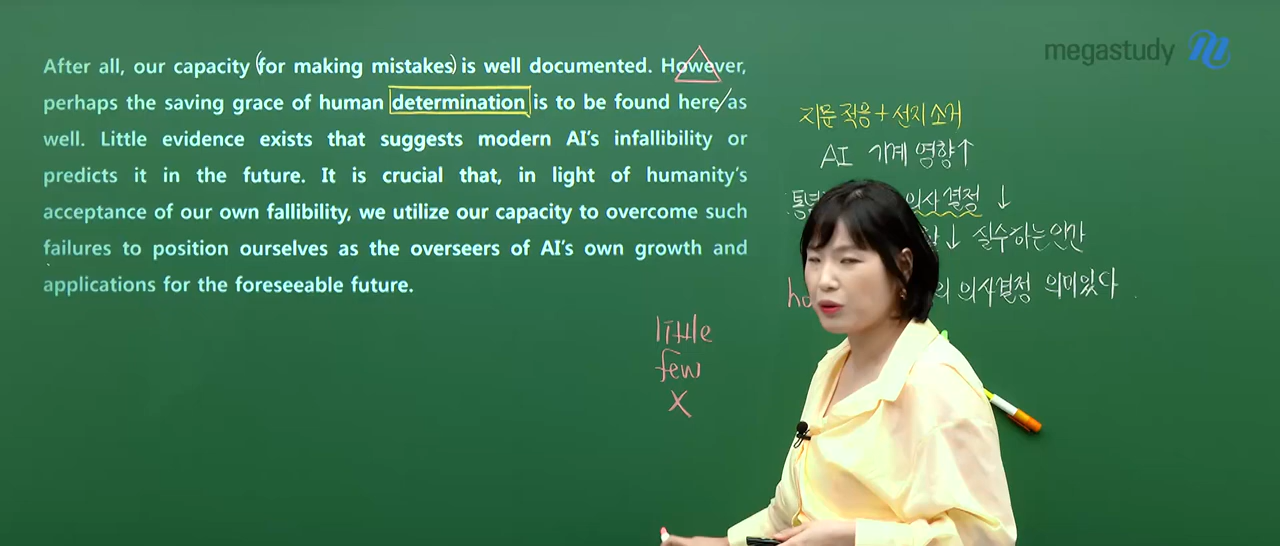 After all, our capacity (for making mistakes) is well documented. However,
perhaps the saving grace of human determination is to be found here/as
well. Little evidence exists that suggests modern AI's infallibility or
predicts it in the future. It is crucial that, in light of humanity's
acceptance of our own fallibility, we utilize our capacity to overcome such
failures to position ourselves as the overseers of AI's own growth and
applications for the foreseeable future.
little
few
X
megastudy
지문 적용 + 선지 소거
AI 기계 영향↑
의사결정 ↓
↓ 실수하는 인간
의 의사결정 의미있다